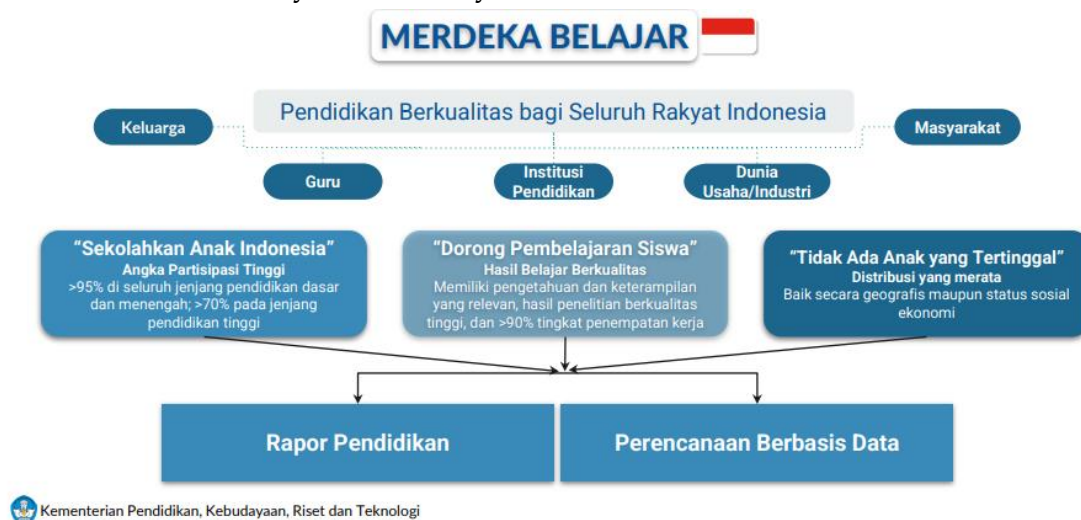 MERDEKA BELAJAR
Pendidikan Berkualitas bagi Seluruh Rakyat Indonesia
Keluarga
Masyarakat
Guru
Institusi
Pendidikan
Dunia
Usaha/Industri
“Sekolahkan Anak Indonesia”
Angka Partisipasi Tinggi
>95% di seluruh jenjang pendidikan dasar
dan menengah; >70% pada jenjang
pendidikan tinggi
“Dorong Pembelajaran Siswa”
Hasil Belajar Berkualitas
Memiliki pengetahuan dan keterampilan
yang relevan, hasil penelitian berkualitas
tinggi, dan >90% tingkat penempatan kerja
“Tidak Ada Anak yang Tertinggal”
Distribusi yang merata
Baik secara geografis maupun status sosial
ekonomi
Rapor Pendidikan
Perencanaan Berbasis Data
Kementerian Pendidikan, Kebudayaan, Riset dan Teknologi